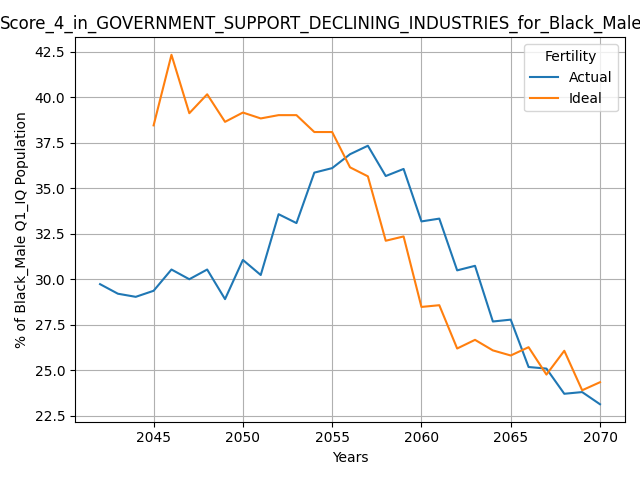 Score_4_in_GOVERNMENT_SUPPORT_DECLINING_INDUSTRIES_for_Black_Male
Fertility
Actual
Ideal
% of Black_Male Q1_IQ Population
42.5
40.0
37.5
35.0
32.5
30.0
27.5
25.0
22.5
2045 2050 2055 2060 2065 2070
Years